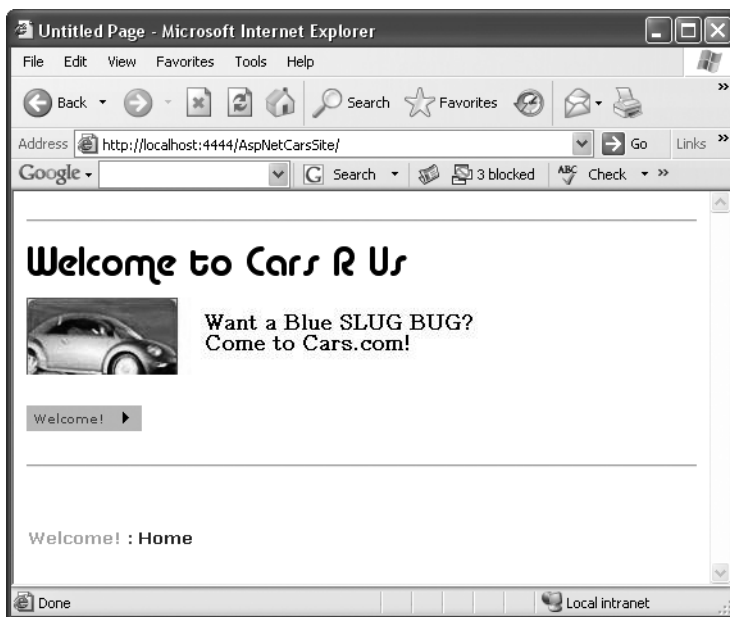 Untitled Page - Microsoft Internet Explorer
File Edit View Favorites Tools Help
Back Search Favorites »
Address http://localhost:4444/AspNetCarsSite/ Go Links »
Google G Search 3 blocked ABC Check »
Welcome to Cars R Us
Want a Blue SLUG BUG?
Come to Cars.com!
Welcome!
Welcome! : Home
Done Local intranet